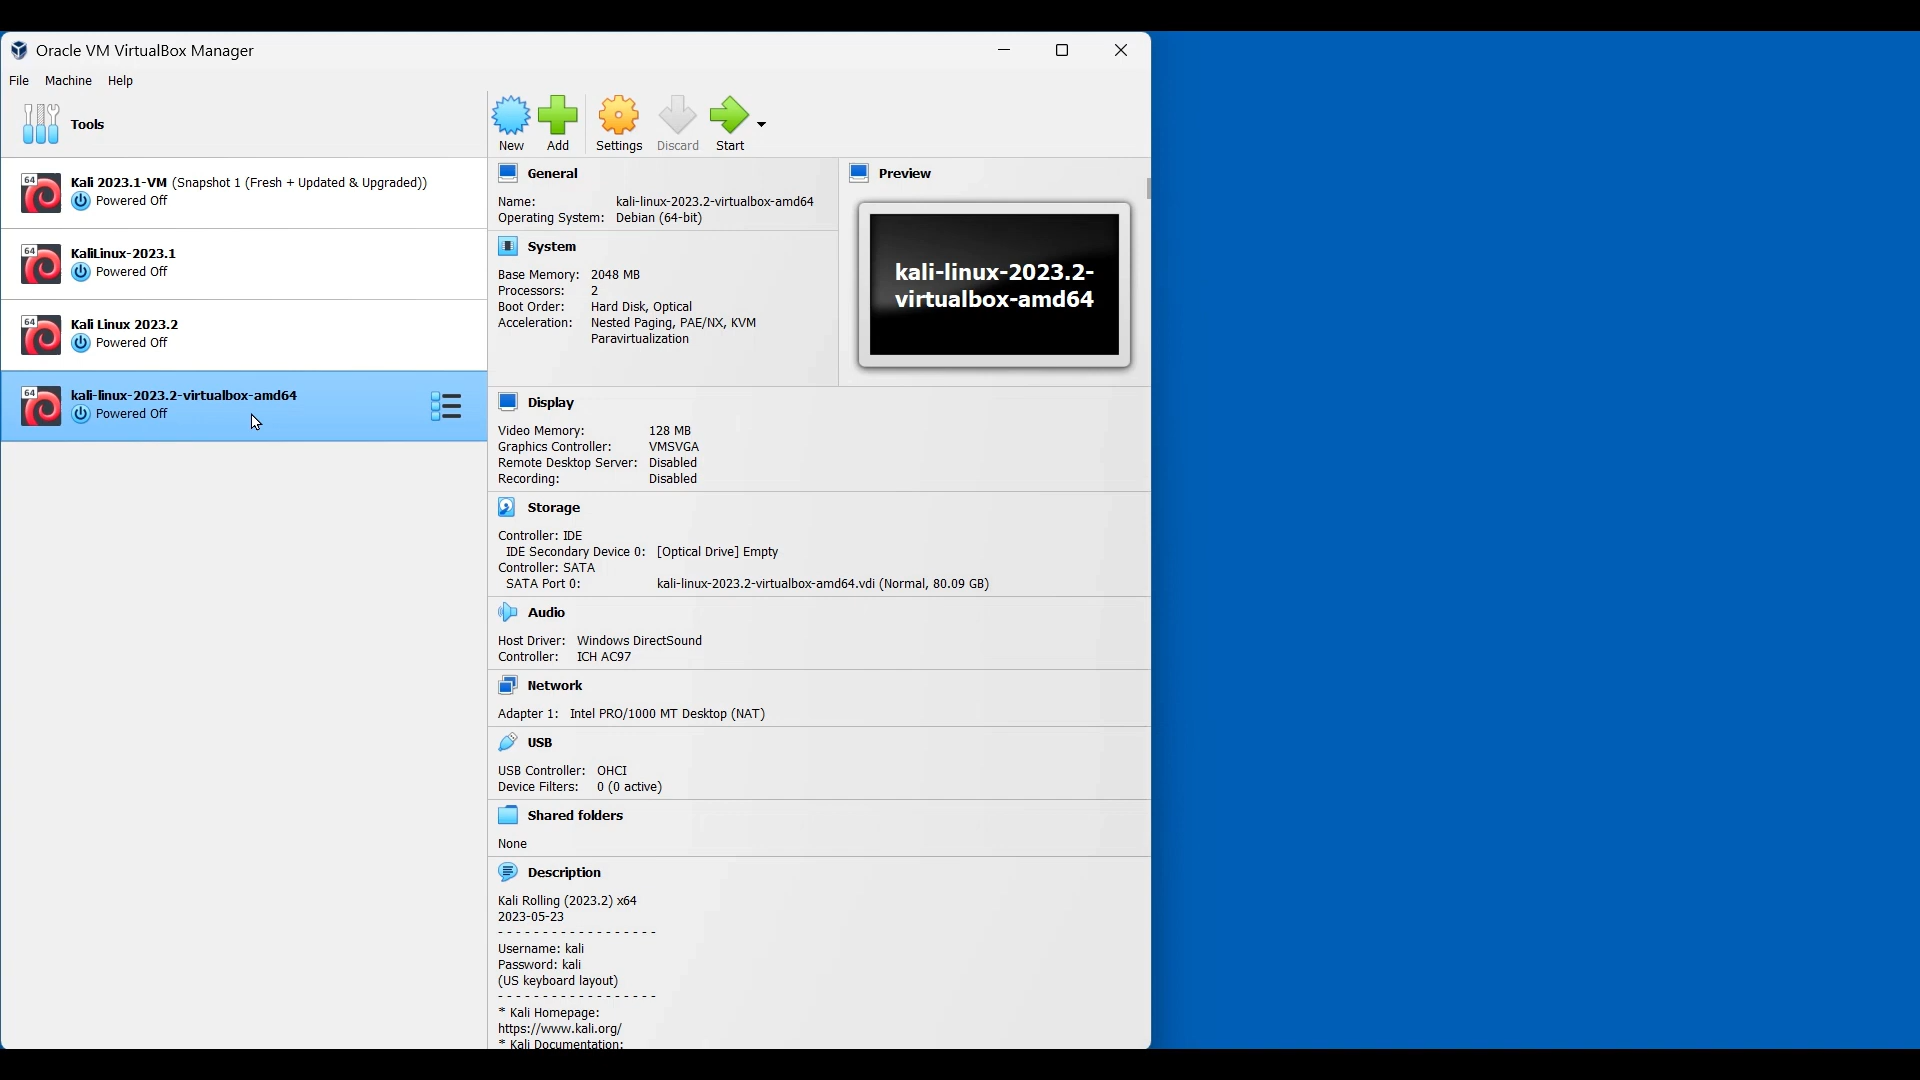 Oracle VM VirtualBox Manager
File Machine Help
Tools
New Add Settings Discard Start
64 Kali 2023.1-VM (Snapshot 1 (Fresh + Updated & Upgraded))
Powered Off
64 KaliLinux-2023.1
Powered Off
64 Kali Linux 2023.2
Powered Off
64 kali-linux-2023.2-virtualbox-amd64
Powered Off
General
Name: kali-linux-2023.2-virtualbox-amd64
Operating System: Debian (64-bit)
System
Base Memory: 2048 MB
Processors: 2
Boot Order: Hard Disk, Optical
Acceleration: Nested Paging, PAE/NX, KVM
Paravirtualization
Preview
kali-linux-2023.2-
virtualbox-amd64
Display
Video Memory: 128 MB
Graphics Controller: VMSVGA
Remote Desktop Server: Disabled
Recording: Disabled
Storage
Controller: IDE
IDE Secondary Device 0: [Optical Drive] Empty
Controller: SATA
SATA Port 0: kali-linux-2023.2-virtualbox-amd64.vdi (Normal, 80.09 GB)
Audio
Host Driver: Windows DirectSound
Controller: ICH AC97
Network
Adapter 1: Intel PRO/1000 MT Desktop (NAT)
USB
USB Controller: OHCI
Device Filters: 0 (0 active)
Shared folders
None
Description
Kali Rolling (2023.2) x64
2023-05-23
- - - - - - - - - - - - - - - - - -
Username: kali
Password: kali
(US keyboard layout)
- - - - - - - - - - - - - - - - - -
* Kali Homepage:
https://www.kali.org/
* Kali Documentation: